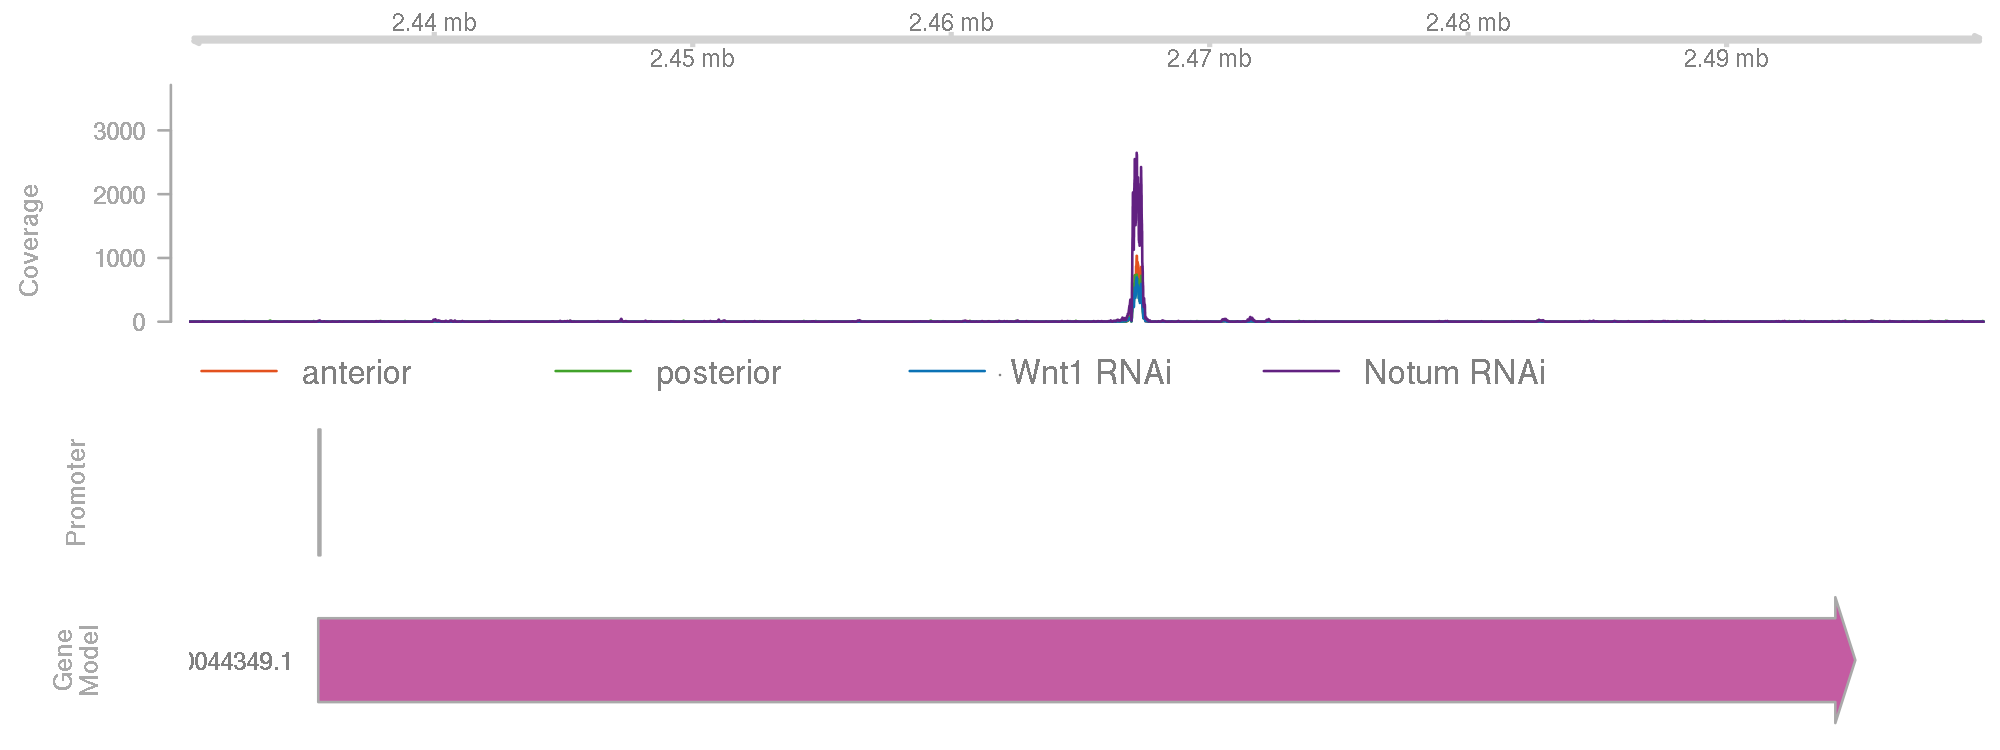 2.44 mb 2.46 mb 2.48 mb
2.45 mb 2.47 mb 2.49 mb
Coverage
3000
2000
1000
0
anterior posterior Wnt1 RNAi Notum RNAi
Promoter
Gene
Model
044349.1